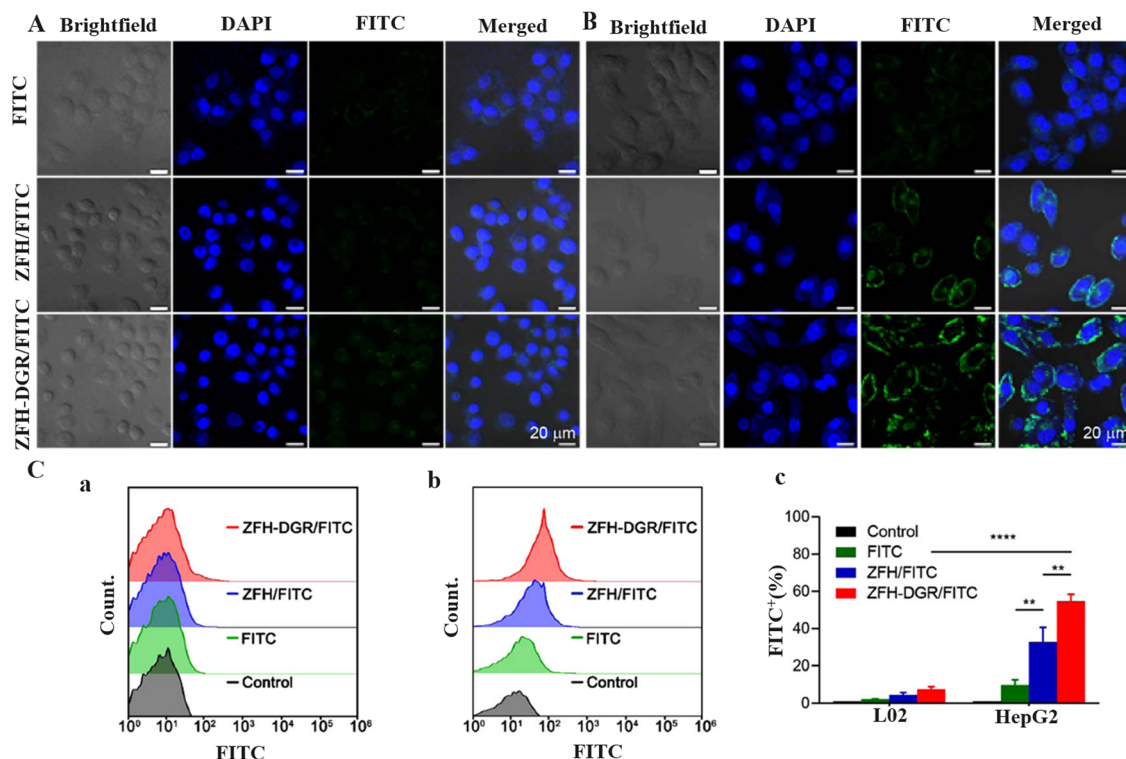 A
Brightfield DAPI FITC Merged
B
Brightfield DAPI FITC Merged
FITC
ZFH/FITC
ZFH-DGR/FITC
20 μm
20 μm
C
a
ZFH-DGR/FITC
ZFH/FITC
FITC
Control
Count.
10⁰ 10¹ 10² 10³ 10⁴ 10⁵ 10⁶
FITC
b
ZFH-DGR/FITC
ZFH/FITC
FITC
Control
Count.
10⁰ 10¹ 10² 10³ 10⁴ 10⁵ 10⁶
FITC
c
Control
FITC
ZFH/FITC
ZFH-DGR/FITC
****
**
**
FITC⁺(%)
100
80
60
40
20
0
L02 HepG2